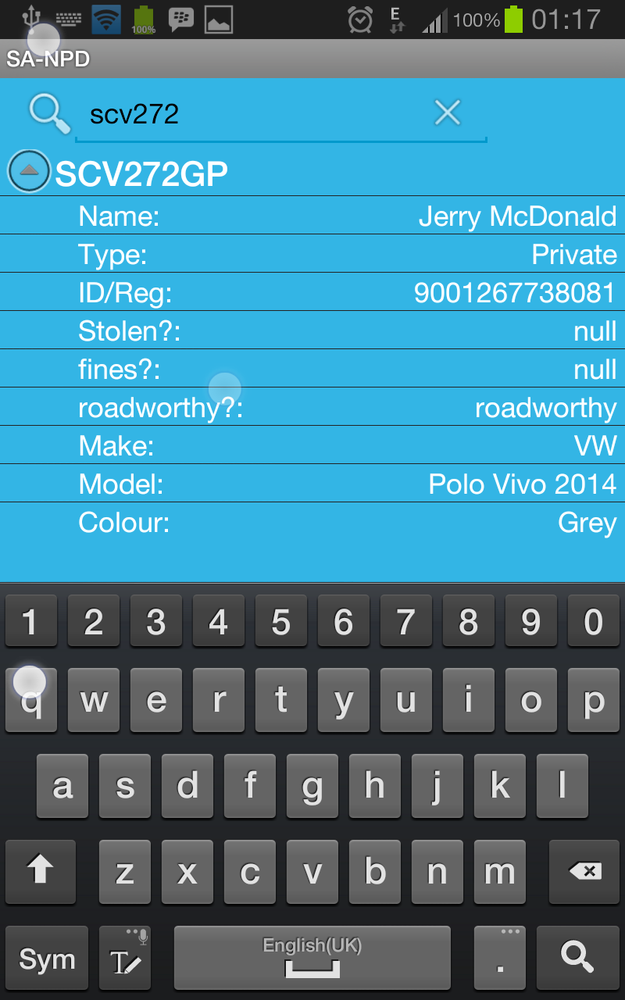 100%
E
100%
01:17
SA-NPD
scv272
SCV272GP
Name: Jerry McDonald
Type: Private
ID/Reg: 9001267738081
Stolen?: null
fines?: null
roadworthy?: roadworthy
Make: VW
Model: Polo Vivo 2014
Colour: Grey
1 2 3 4 5 6 7 8 9 0
q w e r t y u i o p
a s d f g h j k l
z x c v b n m
Sym T English(UK) .